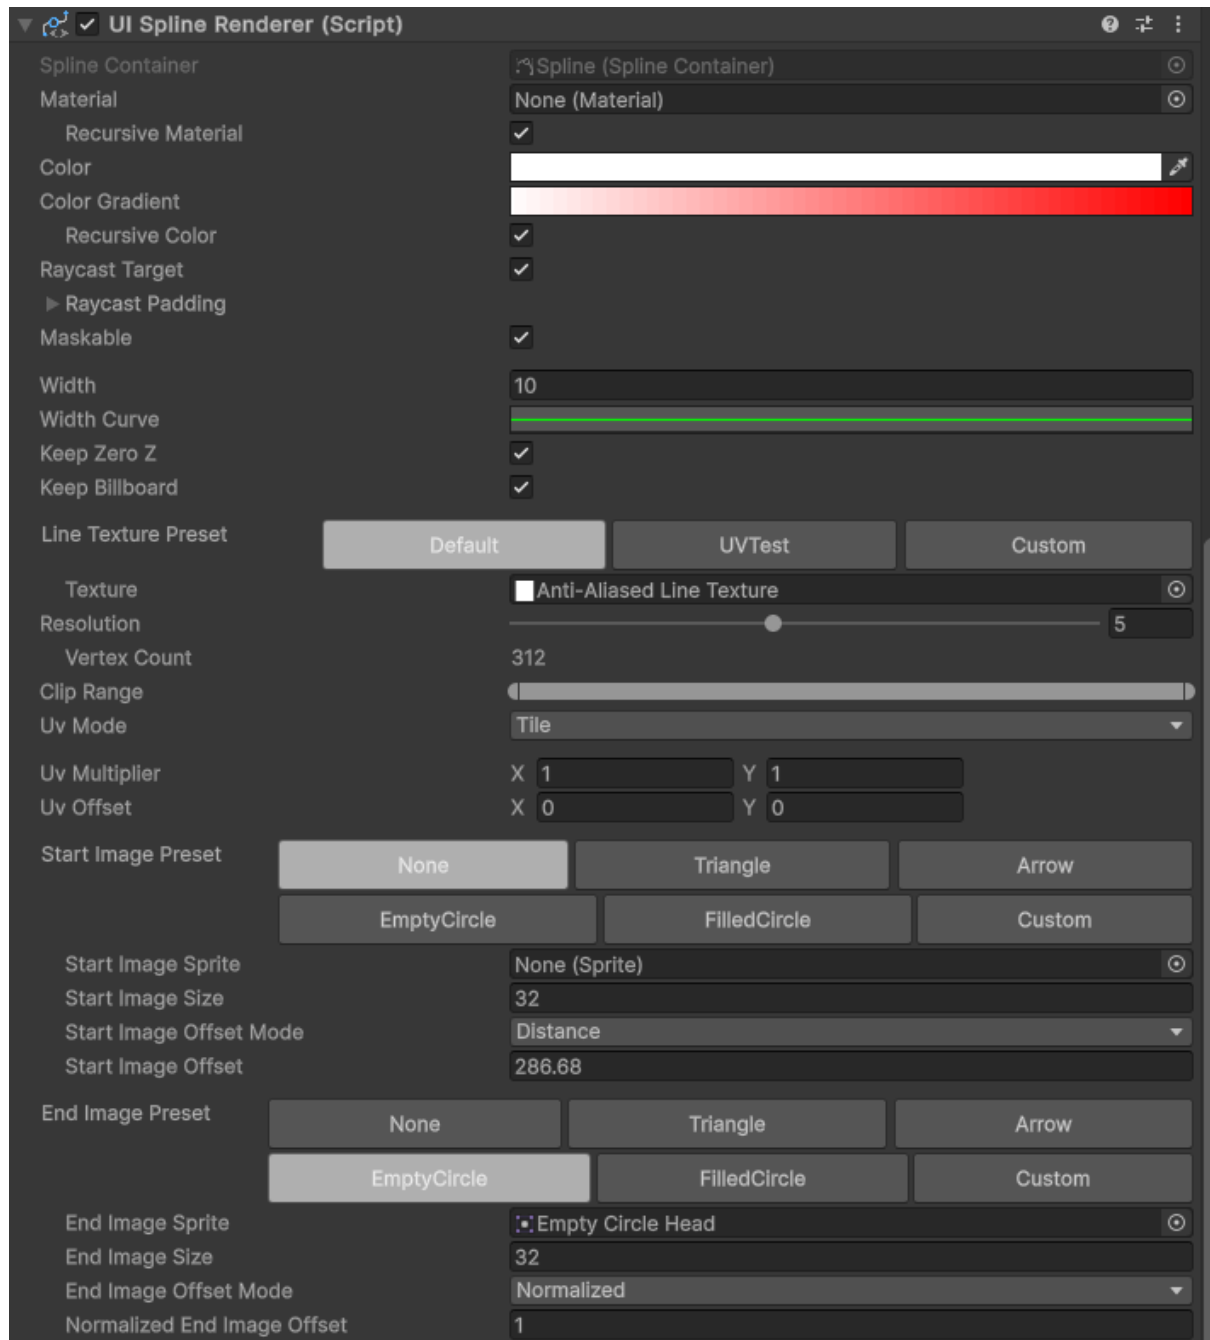 UI Spline Renderer (Script)
Spline Container Spline (Spline Container)
Material None (Material)
Recursive Material
Color
Color Gradient
Recursive Color
Raycast Target
Raycast Padding
Maskable
Width 10
Width Curve
Keep Zero Z
Keep Billboard
Line Texture Preset Default UVTest Custom
Texture Anti-Aliased Line Texture
Resolution 5
Vertex Count 312
Clip Range
Uv Mode Tile
Uv Multiplier X 1 Y 1
Uv Offset X 0 Y 0
Start Image Preset None Triangle Arrow
EmptyCircle FilledCircle Custom
Start Image Sprite None (Sprite)
Start Image Size 32
Start Image Offset Mode Distance
Start Image Offset 286.68
End Image Preset None Triangle Arrow
EmptyCircle FilledCircle Custom
End Image Sprite Empty Circle Head
End Image Size 32
End Image Offset Mode Normalized
Normalized End Image Offset 1